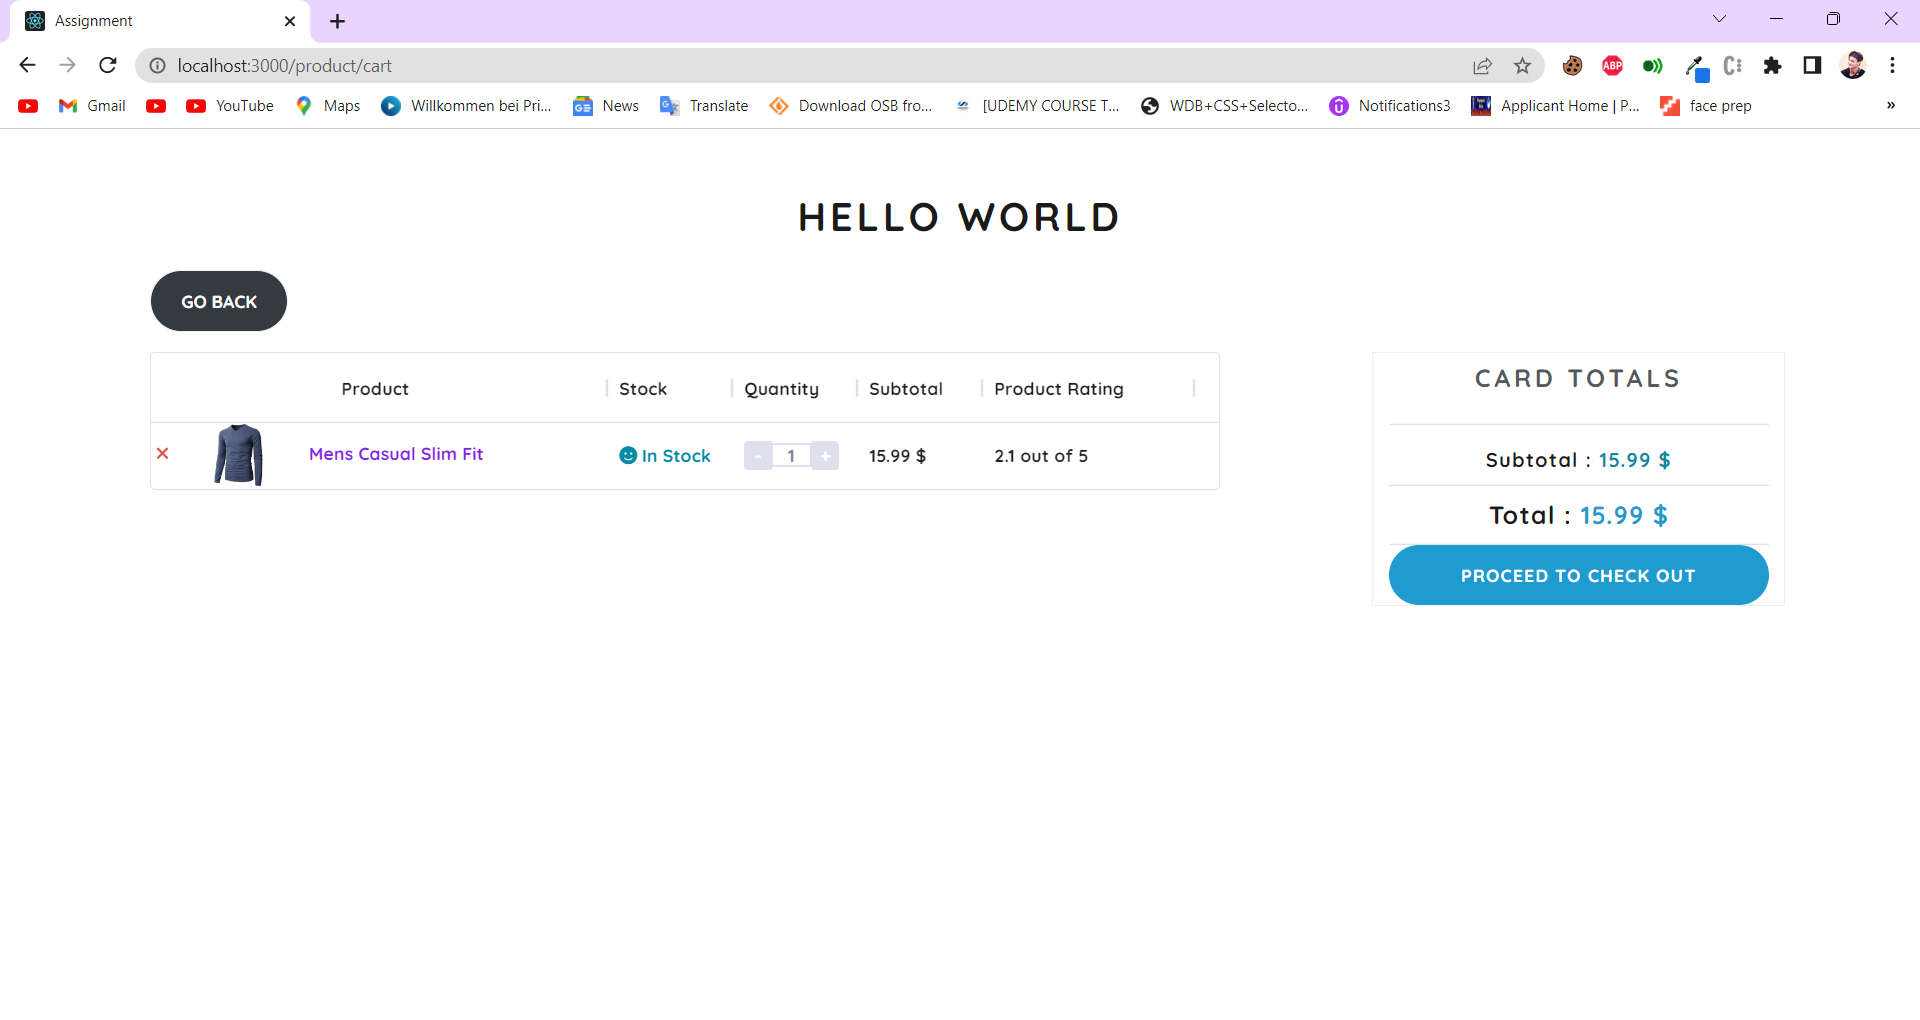 Assignment
localhost:3000/product/cart
ABP
Gmail YouTube Maps Willkommen bei Pri... News Translate Download OSB fro... [UDEMY COURSE T... WDB+CSS+Selecto... Notifications3 Applicant Home | P... face prep »
HELLO WORLD
GO BACK
Product Stock Quantity Subtotal Product Rating
Mens Casual Slim Fit In Stock - 1 + 15.99 $ 2.1 out of 5
CARD TOTALS
Subtotal : 15.99 $
Total : 15.99 $
PROCEED TO CHECK OUT